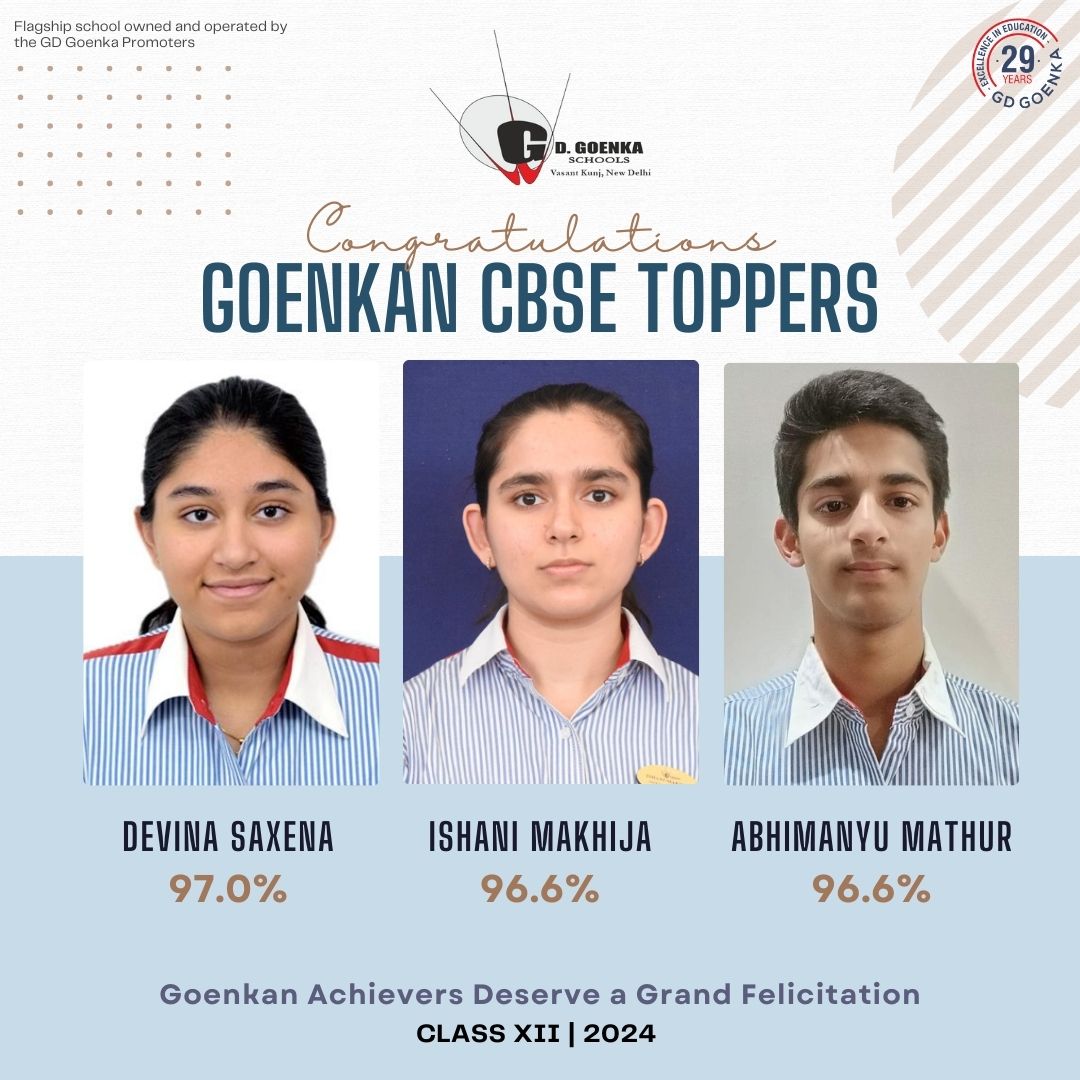 Flagship school owned and operated by
the GD Goenka Promoters
EXCELLENCE IN EDUCATION
29
YEARS
GD GOENKA
G D. GOENKA
SCHOOLS
Vasant Kunj, New Delhi
Congratulations
GOENKAN CBSE TOPPERS
DEVINA SAXENA
97.0%
ISHANI MAKHIJA
96.6%
ABHIMANYU MATHUR
96.6%
Goenkan Achievers Deserve a Grand Felicitation
CLASS XII | 2024